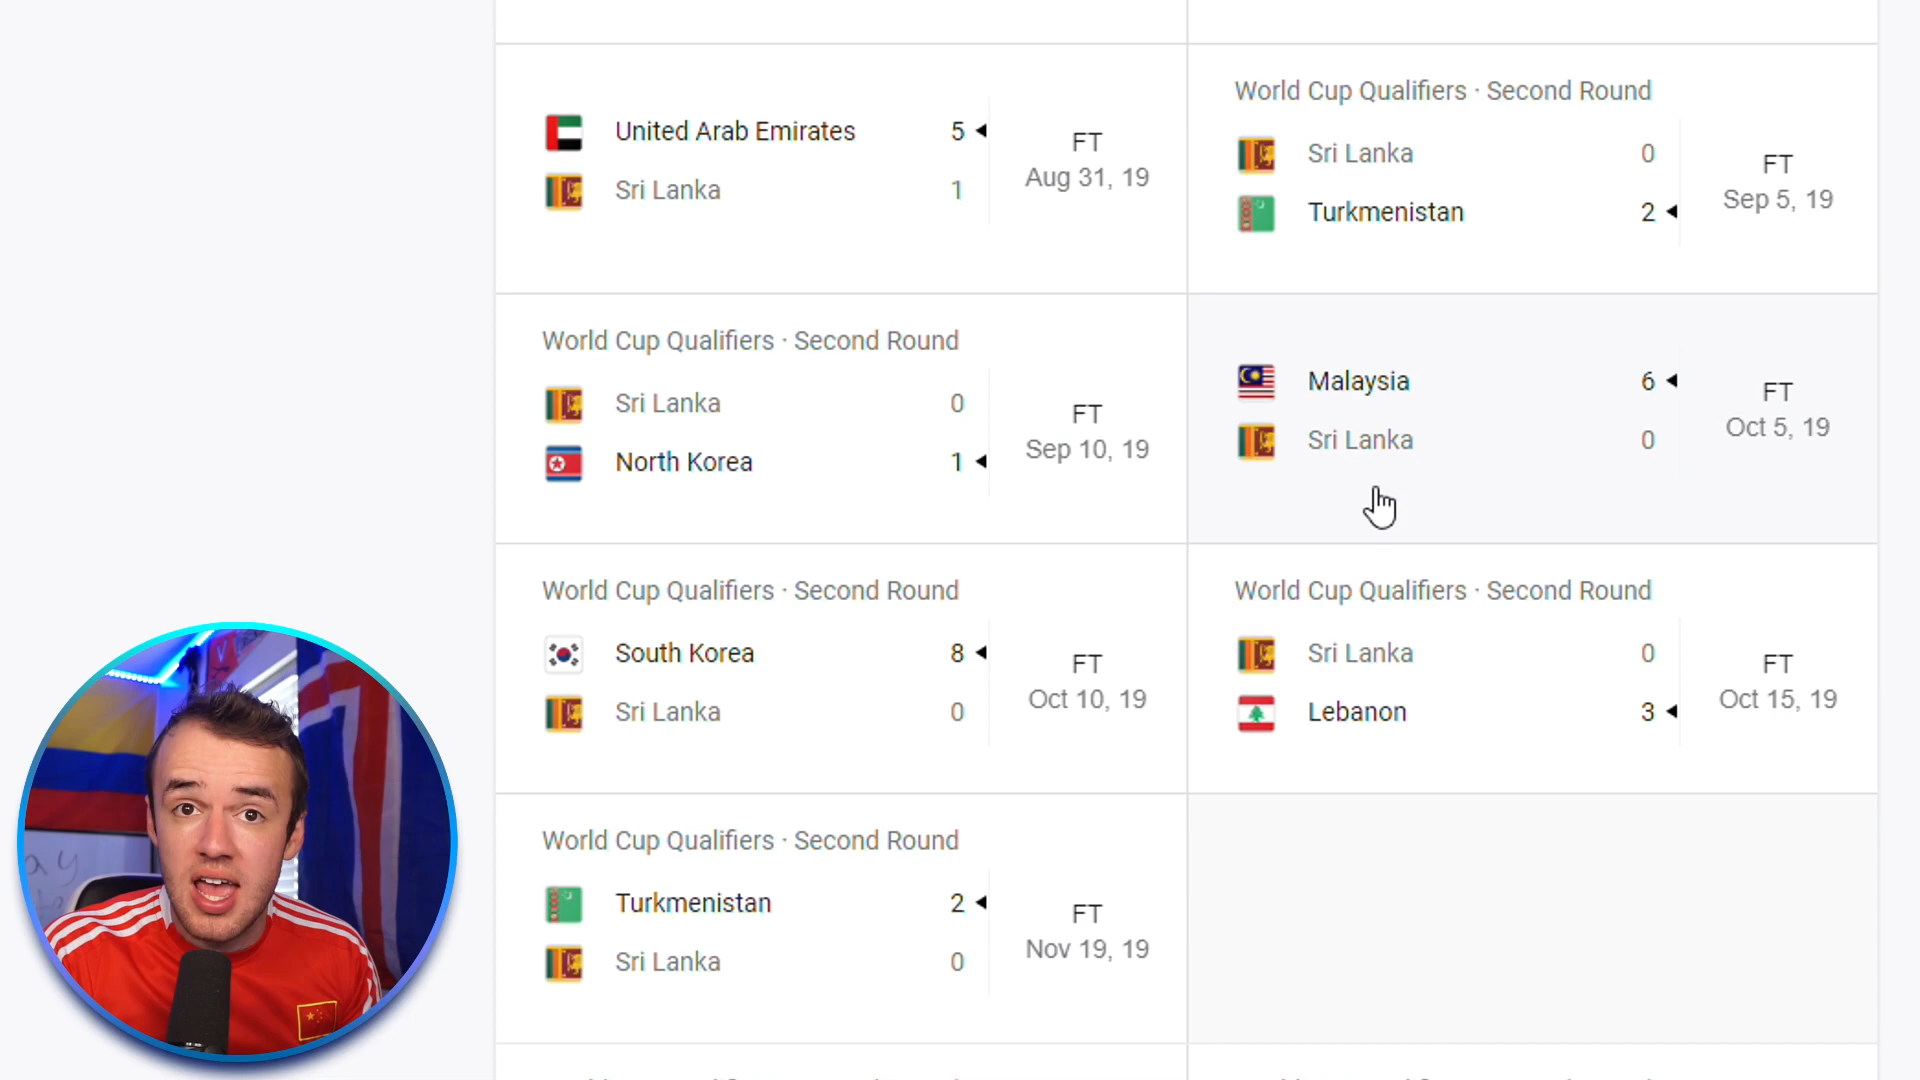 United Arab Emirates 5
Sri Lanka 1
FT
Aug 31, 19
World Cup Qualifiers · Second Round
Sri Lanka 0
Turkmenistan 2
FT
Sep 5, 19
World Cup Qualifiers · Second Round
Sri Lanka 0
North Korea 1
FT
Sep 10, 19
Malaysia 6
Sri Lanka 0
FT
Oct 5, 19
World Cup Qualifiers · Second Round
South Korea 8
Sri Lanka 0
FT
Oct 10, 19
World Cup Qualifiers · Second Round
Sri Lanka 0
Lebanon 3
FT
Oct 15, 19
World Cup Qualifiers · Second Round
Turkmenistan 2
Sri Lanka 0
FT
Nov 19, 19